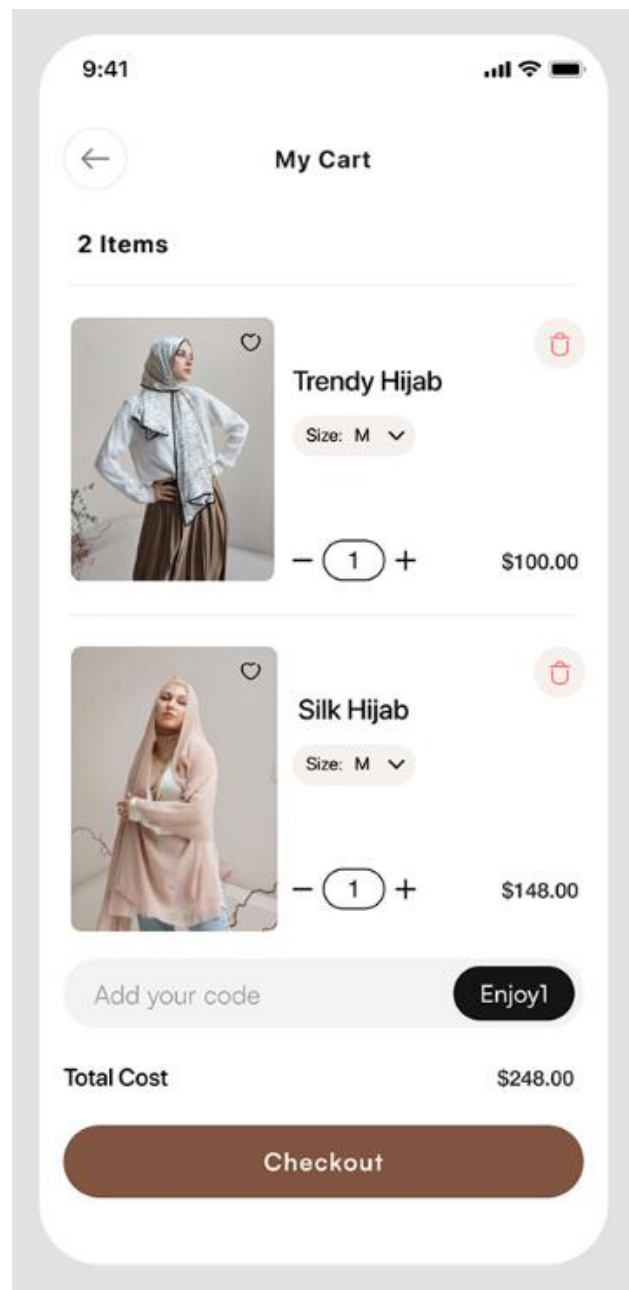 9:41
My Cart
2 Items
Trendy Hijab
Size: M
1
$100.00
Silk Hijab
Size: M
1
$148.00
Add your code
Enjoy1
Total Cost
$248.00
Checkout